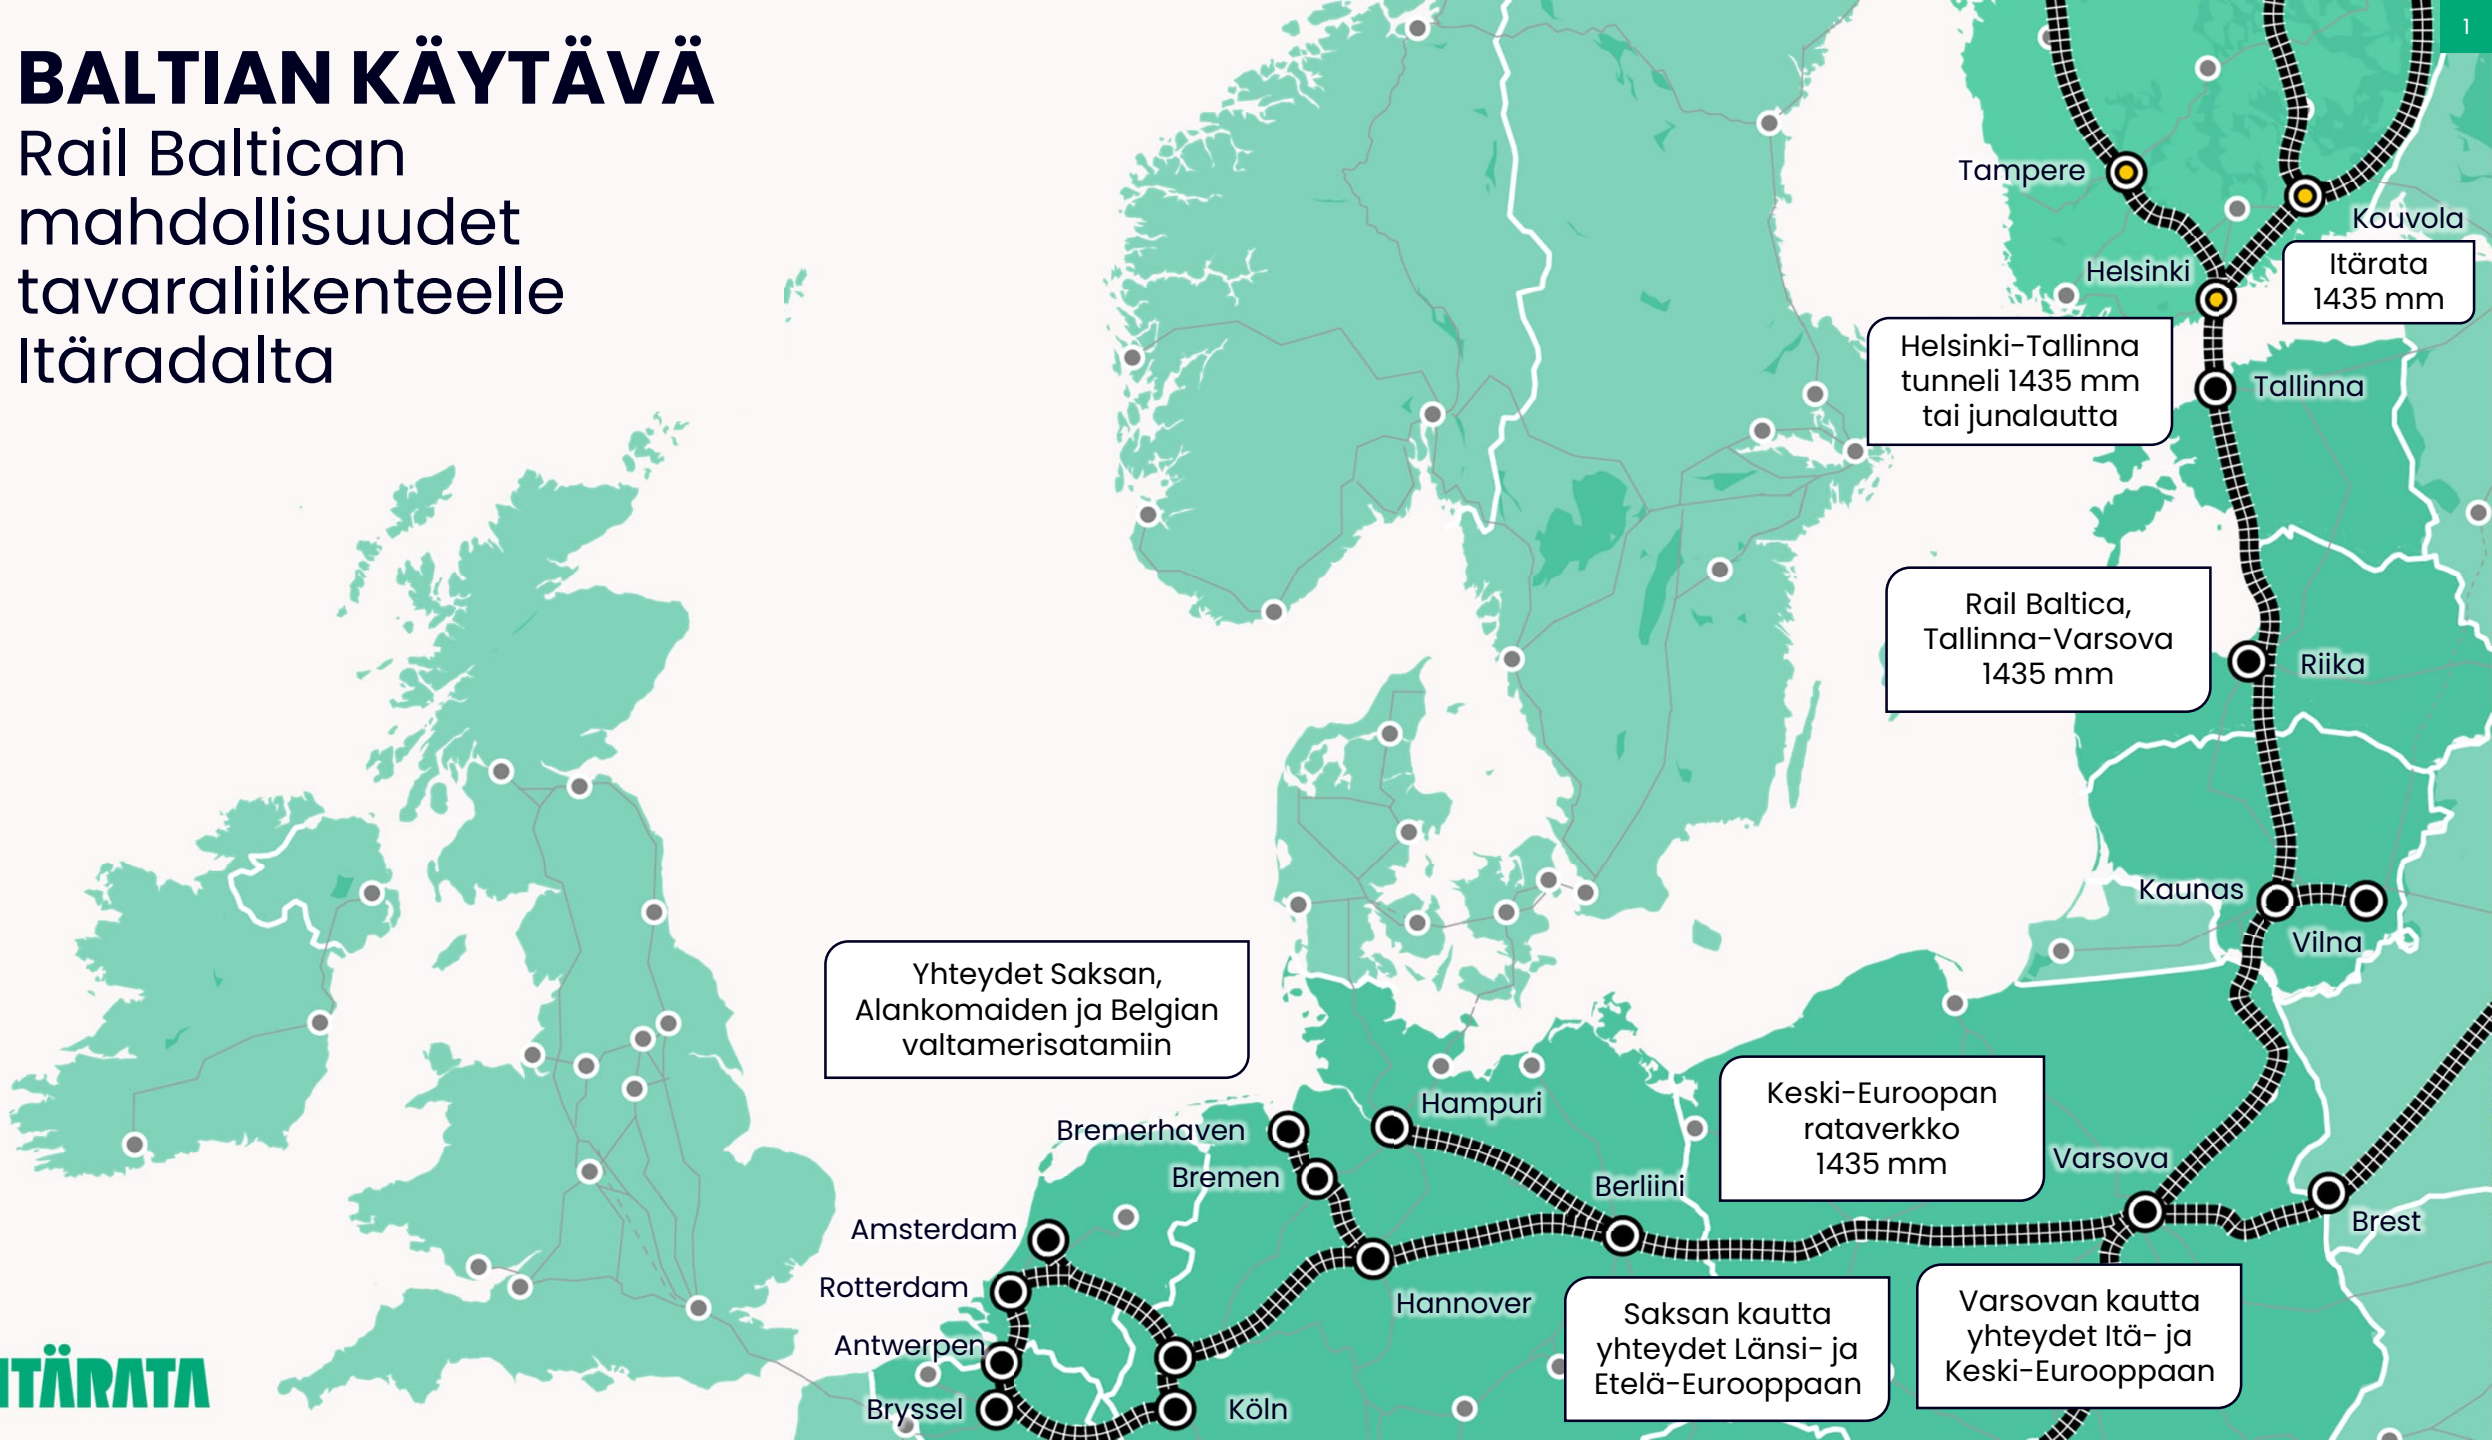 BALTIAN KÄYTÄVÄ
Rail Baltican
mahdollisuudet
tavaraliikenteelle
Itäradalta
1
Tampere
Kouvola
Itärata
1435 mm
Helsinki
Helsinki-Tallinna
tunneli 1435 mm
tai junalautta
Tallinna
Rail Baltica,
Tallinna-Varsova
1435 mm
Riika
Kaunas
Vilna
Yhteydet Saksan,
Alankomaiden ja Belgian
valtamerisatamiin
Keski-Euroopan
rataverkko
1435 mm
Hampuri
Bremerhaven
Bremen
Berliini
Varsova
Brest
Amsterdam
Rotterdam
Hannover
Antwerpen
Bryssel
Köln
Saksan kautta
yhteydet Länsi- ja
Etelä-Eurooppaan
Varsovan kautta
yhteydet Itä- ja
Keski-Eurooppaan
ITÄRATA